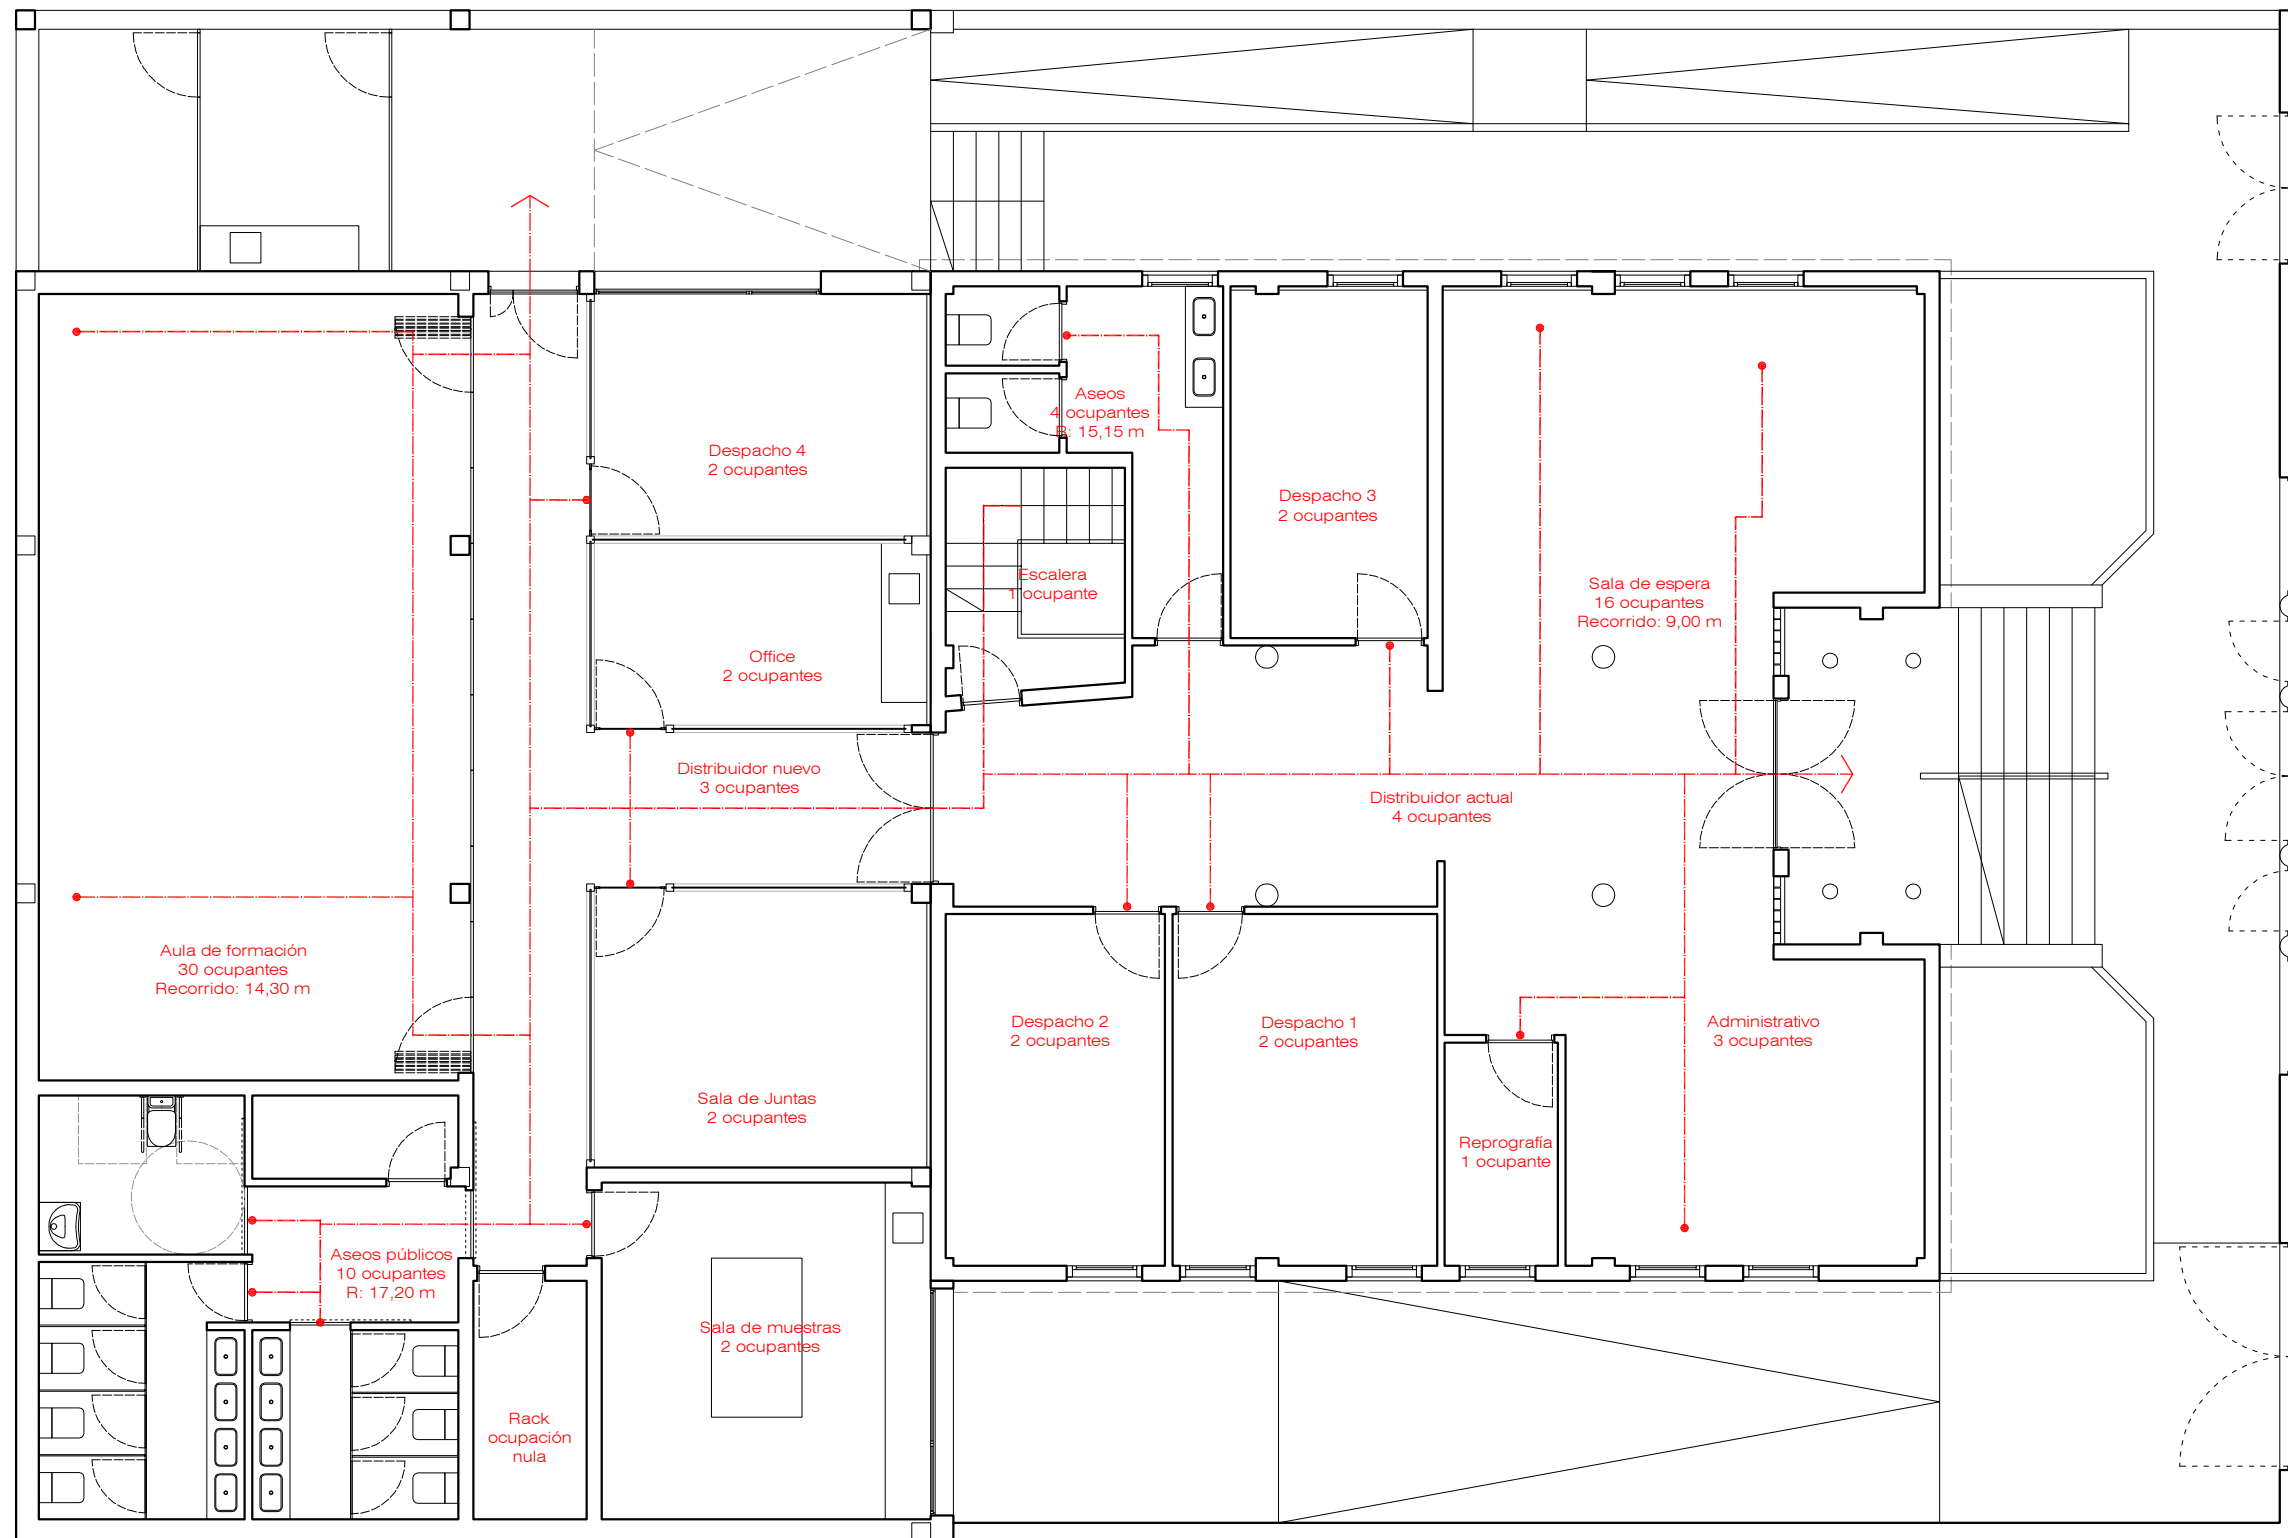 Aseos
4 ocupantes
R: 15,15 m
Despacho 4
2 ocupantes
Despacho 3
2 ocupantes
Escalera
1 ocupante
Sala de espera
16 ocupantes
Recorrido: 9,00 m
Office
2 ocupantes
Distribuidor nuevo
3 ocupantes
Distribuidor actual
4 ocupantes
Aula de formación
30 ocupantes
Recorrido: 14,30 m
Despacho 2
2 ocupantes
Despacho 1
2 ocupantes
Administrativo
3 ocupantes
Sala de Juntas
2 ocupantes
Reprografía
1 ocupante
Aseos públicos
10 ocupantes
R: 17,20 m
Sala de muestras
2 ocupantes
Rack
ocupación
nula